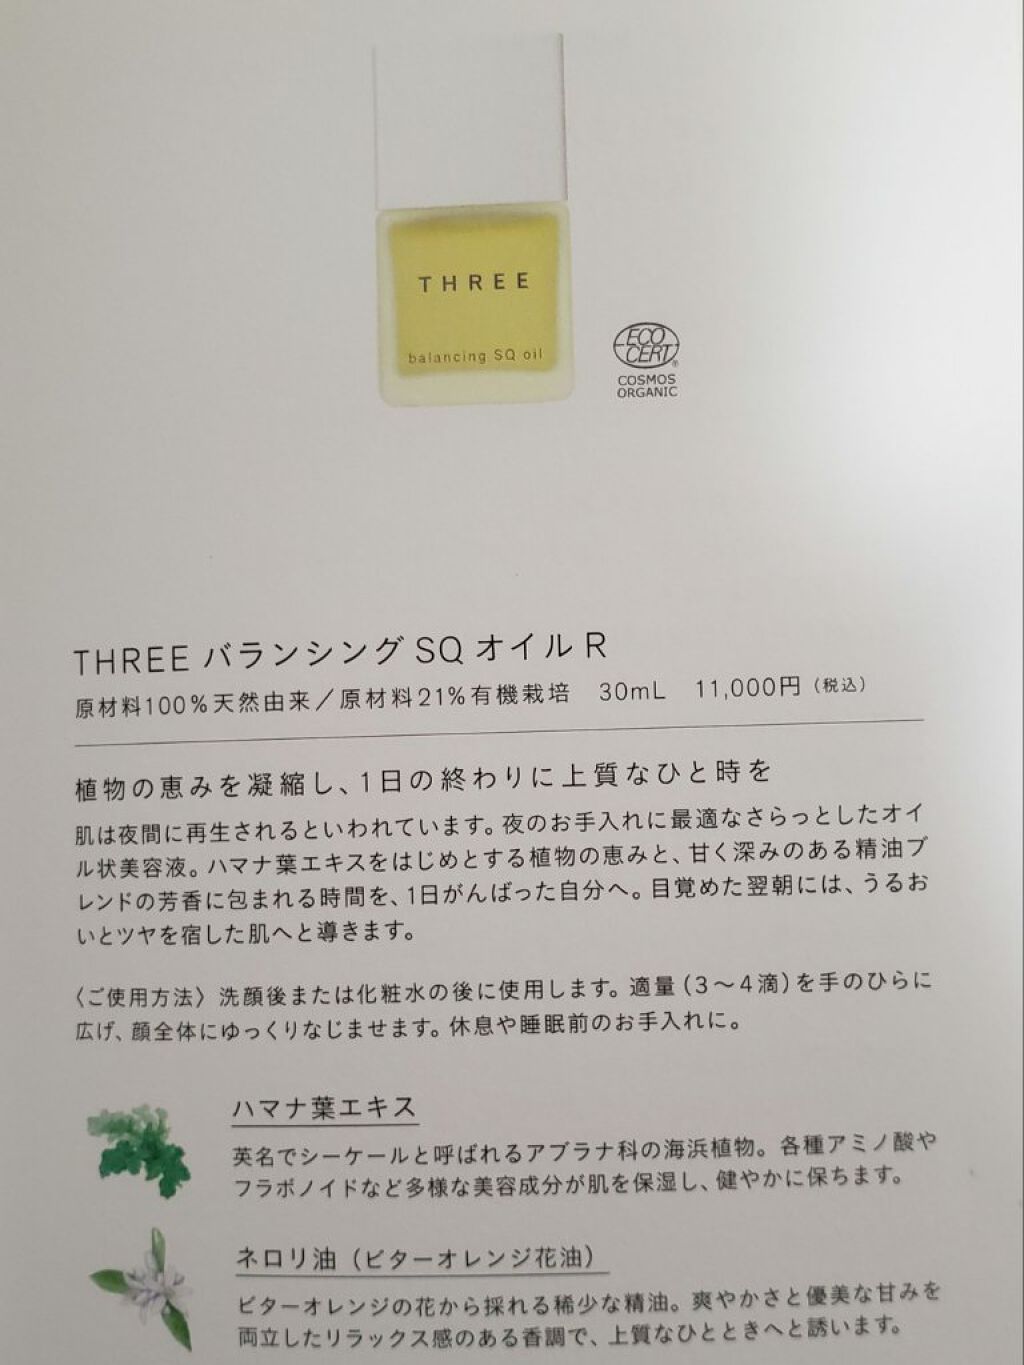 THREE
balancing SQ oil
ECO
CERT
®
COSMOS
ORGANIC
THREE バランシング SQ オイル R
原材料100%天然由来／原材料21%有機栽培 30mL 11,000円（税込）
植物の恵みを凝縮し、1日の終わりに上質なひと時を
肌は夜間に再生されるといわれています。夜のお手入れに最適なさらっとしたオイ
ル状美容液。ハマナ葉エキスをはじめとする植物の恵みと、甘く深みのある精油ブ
レンドの芳香に包まれる時間を、1日がんばった自分へ。目覚めた翌朝には、うるお
いとツヤを宿した肌へと導きます。
〈ご使用方法〉洗顔後または化粧水の後に使用します。適量（3〜4滴）を手のひらに
広げ、顔全体にゆっくりなじませます。休息や睡眠前のお手入れに。
ハマナ葉エキス
英名でシーケールと呼ばれるアブラナ科の海浜植物。各種アミノ酸や
フラボノイドなど多様な美容成分が肌を保湿し、健やかに保ちます。
ネロリ油（ビターオレンジ花油）
ビターオレンジの花から採れる稀少な精油。爽やかさと優美な甘みを
両立したリラックス感のある香調で、上質なひとときへと誘います。